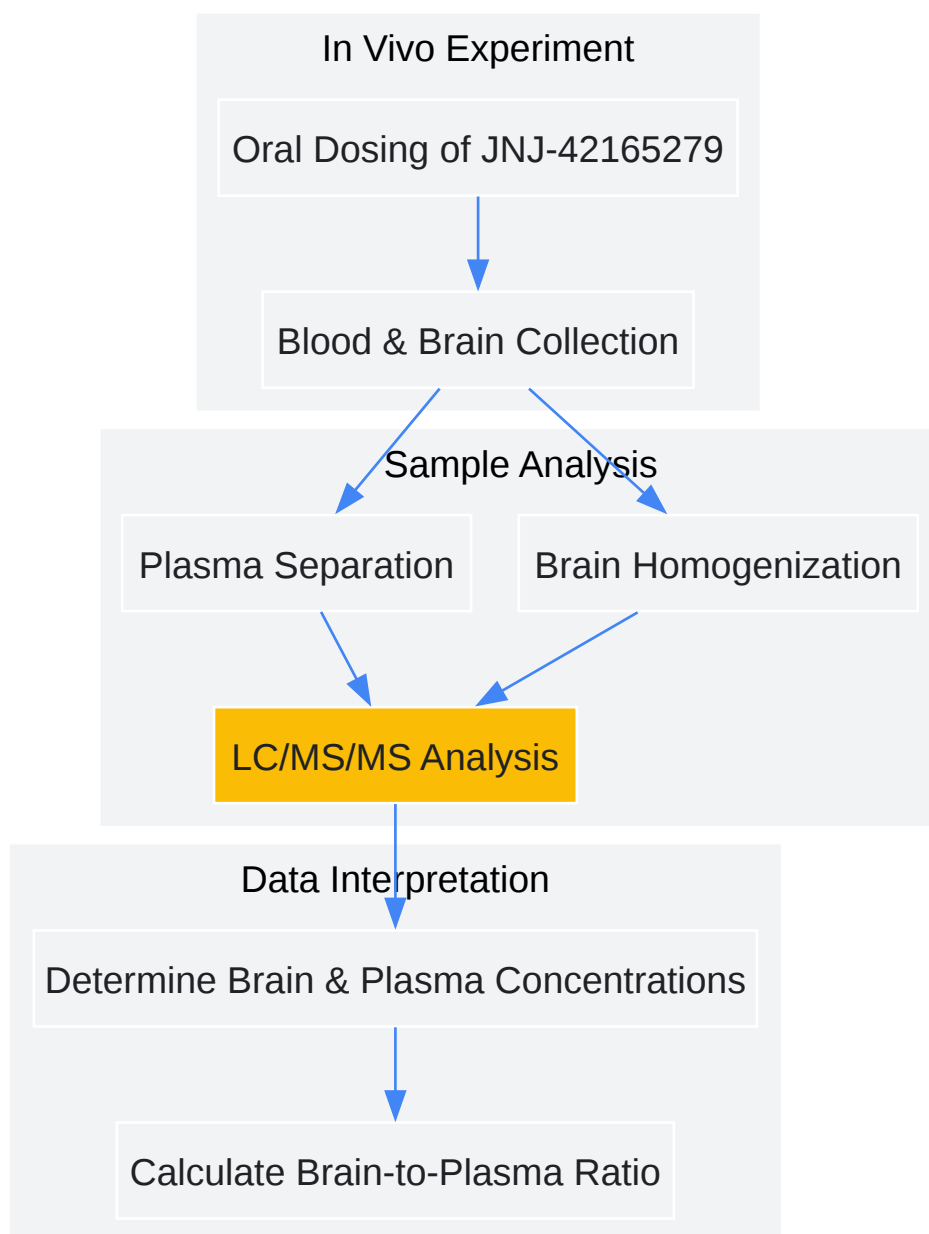 In Vivo Experiment
Oral Dosing of JNJ-42165279
Blood & Brain Collection
Sample Analysis
Plasma Separation
Brain Homogenization
LC/MS/MS Analysis
Data Interpretation
Determine Brain & Plasma Concentrations
Calculate Brain-to-Plasma Ratio